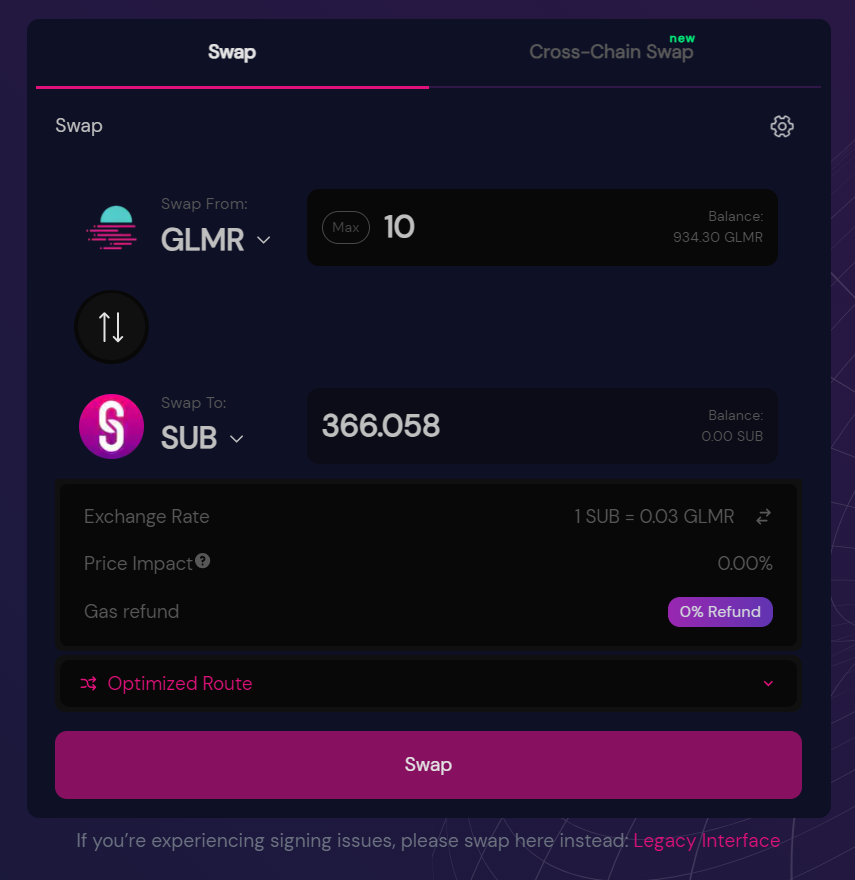 Swap
Cross-Chain Swap
new
Swap
Swap From:
GLMR
Max
10
Balance:
934.30 GLMR
Swap To:
SUB
366.058
Balance:
0.00 SUB
Exchange Rate
1 SUB = 0.03 GLMR
Price Impact ?
0.00%
Gas refund
0% Refund
Optimized Route
Swap
If you’re experiencing signing issues, please swap here instead: Legacy Interface